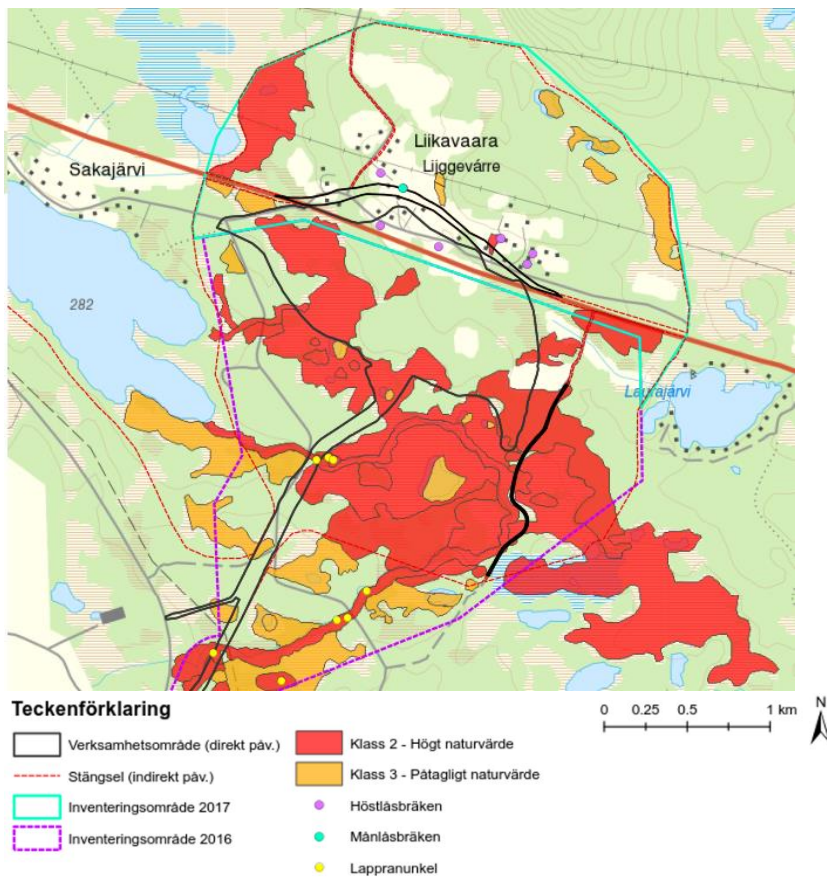 Liikavaara
Lijggevárre
Sakajärvi
282
Laurajärvi
Teckenförklaring
Verksamhetsområde (direkt påv.)
Stängsel (indirekt påv.)
Inventeringsområde 2017
Inventeringsområde 2016
Klass 2 - Högt naturvärde
Klass 3 - Påtagligt naturvärde
Höstlåsbräken
Månlåsbräken
Lappranunkel
0 0.25 0.5 1 km
N